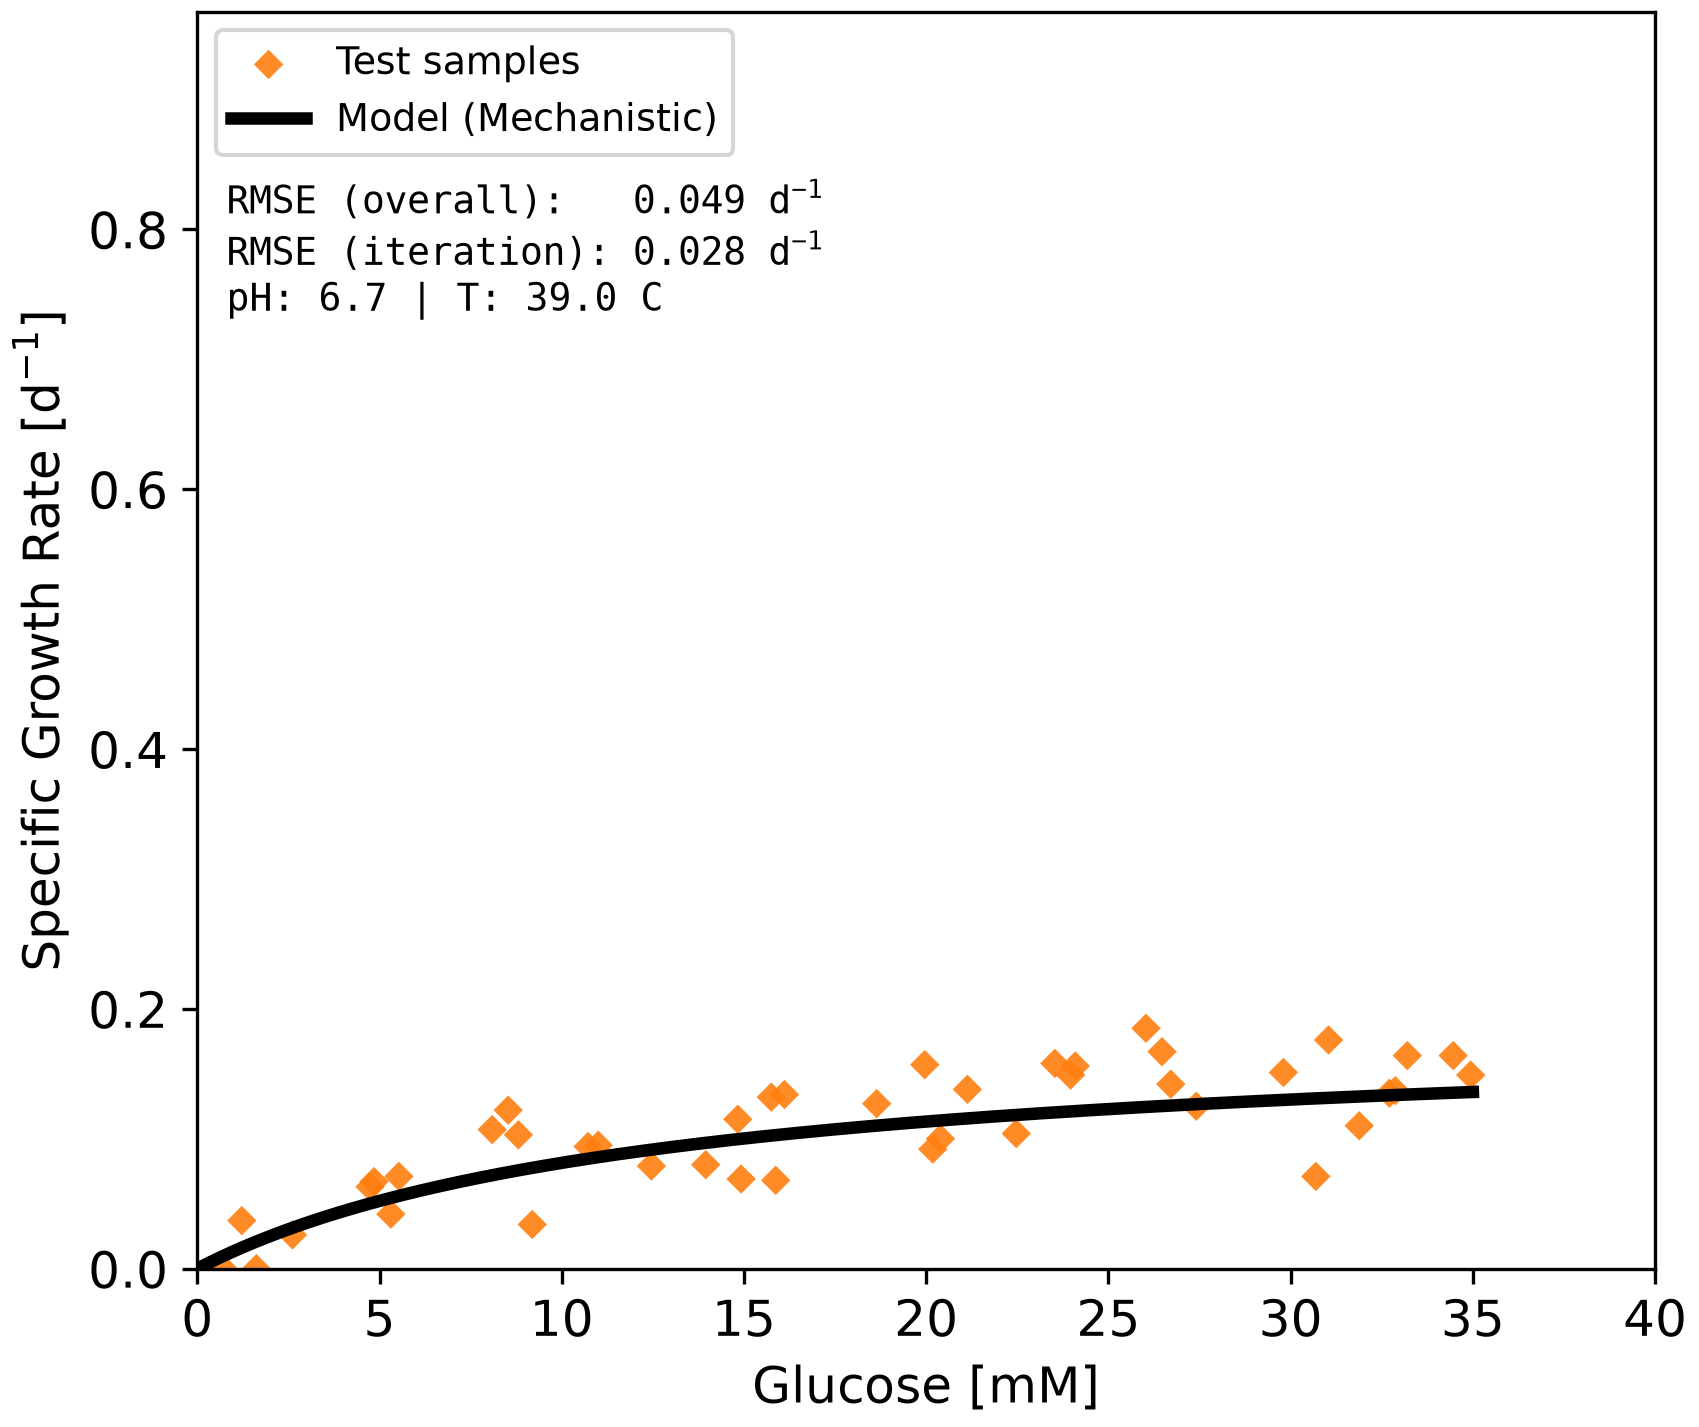 Test samples
Model (Mechanistic)
RMSE (overall):   0.049 d⁻¹
RMSE (iteration): 0.028 d⁻¹
pH: 6.7 | T: 39.0 C
Specific Growth Rate [d⁻¹]
0.8
0.6
0.4
0.2
0.0
0 5 10 15 20 25 30 35 40
Glucose [mM]